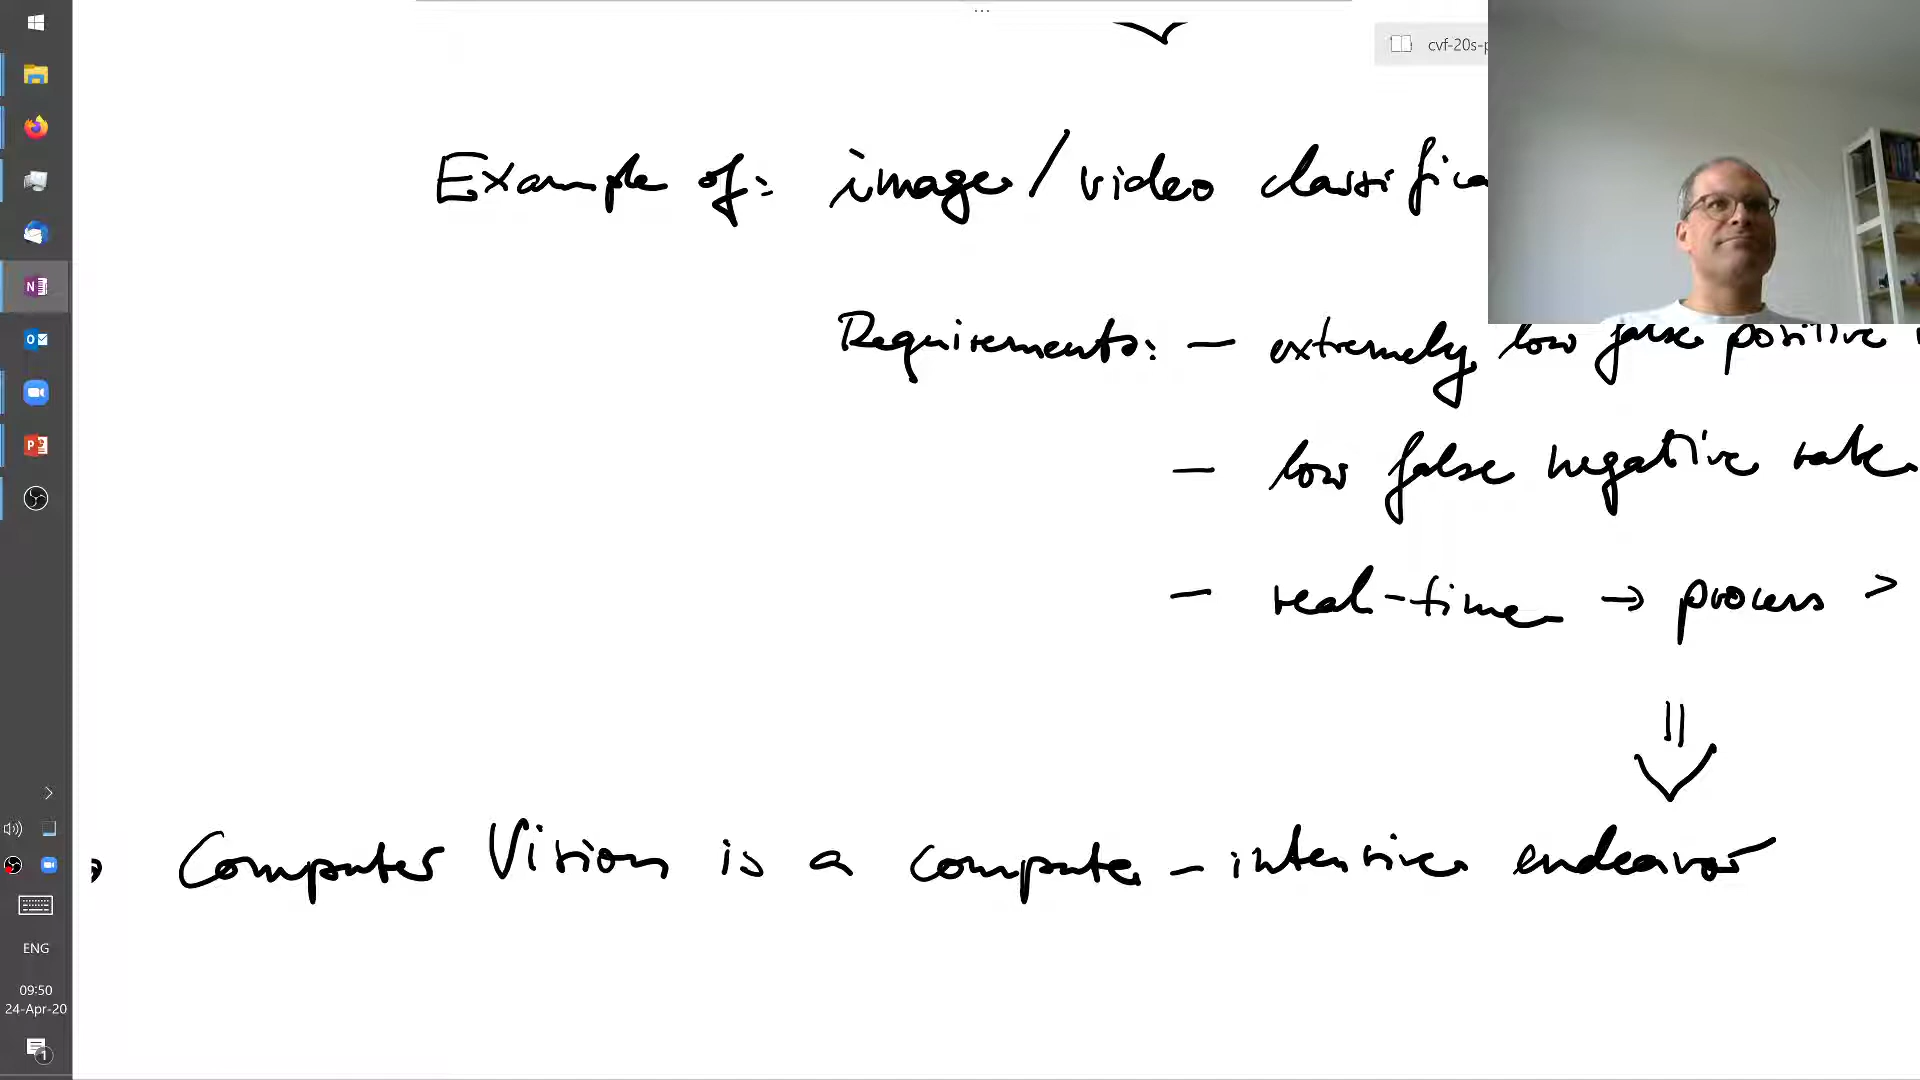 cvf-20s-p
Example of: image/video classifica
Requirements: – extremely low false positive
– low false negative rate
– real-time → process >
Computer Vision is a compute-intensive endeavor
ENG
09:50
24-Apr-20
1